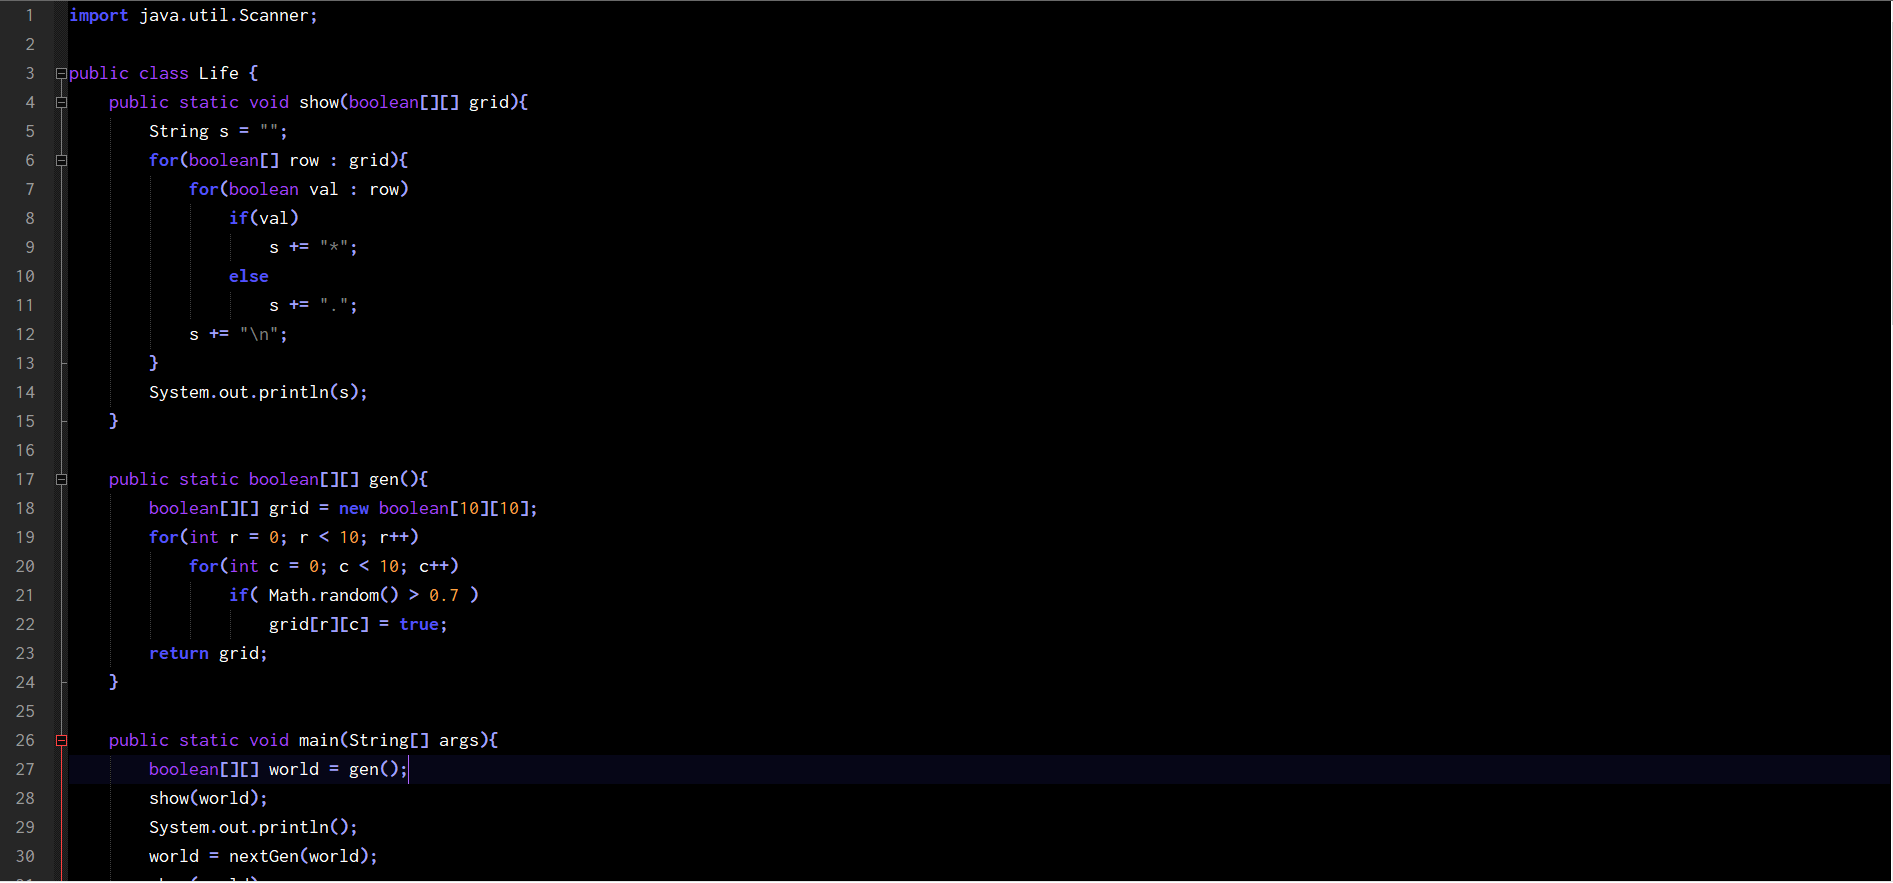 1 import java.util.Scanner;
2
3 public class Life {
4     public static void show(boolean[][] grid){
5         String s = "";
6         for(boolean[] row : grid){
7             for(boolean val : row)
8                 if(val)
9                     s += "*";
10                 else
11                     s += ".";
12             s += "\n";
13         }
14         System.out.println(s);
15     }
16
17     public static boolean[][] gen(){
18         boolean[][] grid = new boolean[10][10];
19         for(int r = 0; r < 10; r++)
20             for(int c = 0; c < 10; c++)
21                 if( Math.random() > 0.7 )
22                     grid[r][c] = true;
23         return grid;
24     }
25
26     public static void main(String[] args){
27         boolean[][] world = gen();
28         show(world);
29         System.out.println();
30         world = nextGen(world);